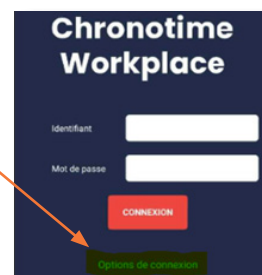 Chronotime
Workplace
Identifiant
Mot de passe
CONNEXION
Options de connexion